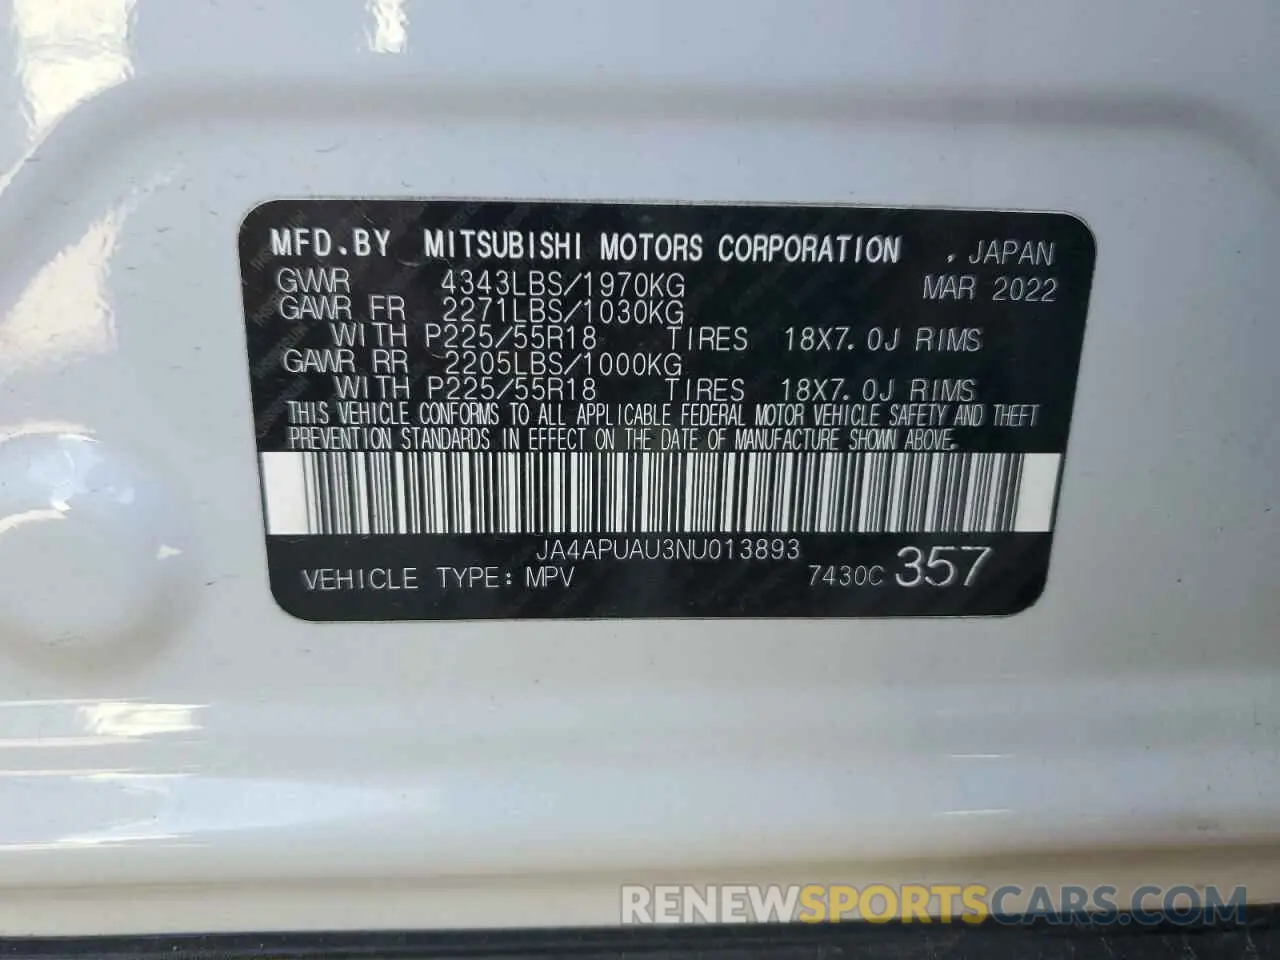 MFD.BY MITSUBISHI MOTORS CORPORATION , JAPAN
GVWR 4343LBS/1970KG MAR 2022
GAWR FR 2271LBS/1030KG
WITH P225/55R18 TIRES 18X7.0J RIMS
GAWR RR 2205LBS/1000KG
WITH P225/55R18 TIRES 18X7.0J RIMS
THIS VEHICLE CONFORMS TO ALL APPLICABLE FEDERAL MOTOR VEHICLE SAFETY AND THEFT
PREVENTION STANDARDS IN EFFECT ON THE DATE OF MANUFACTURE SHOWN ABOVE.
JA4APUAU3NU013893
VEHICLE TYPE: MPV 7430C 357
RENEWSPORTSCARS.COM